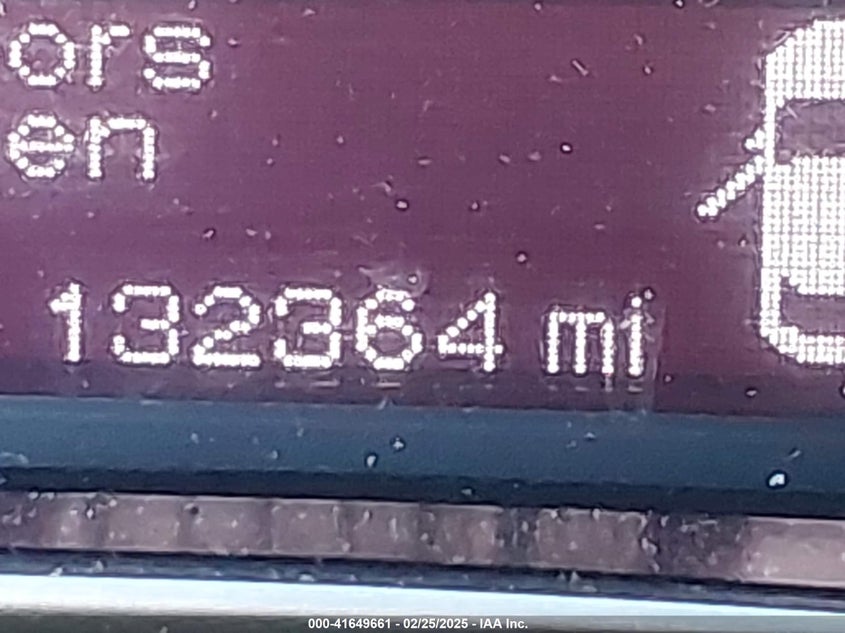 ors
en
132364 mi
000-41649661 - 02/25/2025 - IAA Inc.